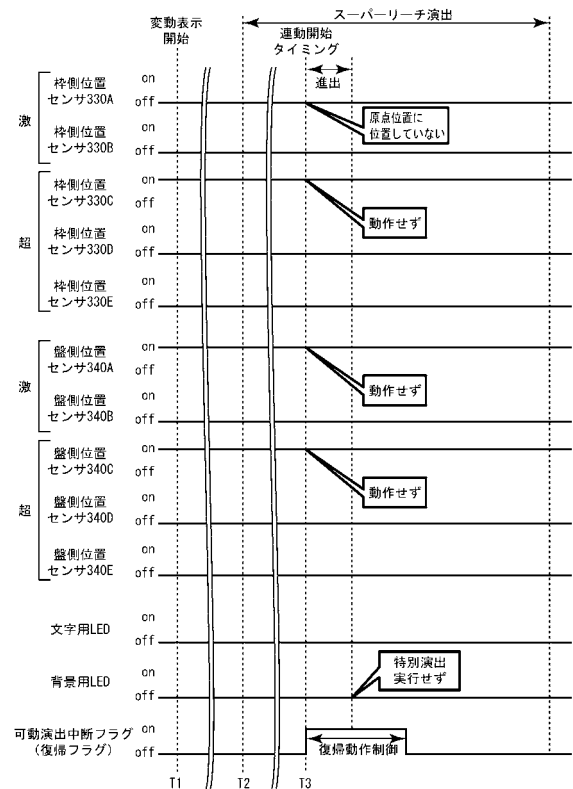 変動表示
開始
スーパーリーチ演出
連動開始
タイミング
進出
激
枠側位置
センサ330A
on
off
原点位置に
位置していない
枠側位置
センサ330B
on
off
超
枠側位置
センサ330C
on
off
動作せず
枠側位置
センサ330D
on
off
枠側位置
センサ330E
on
off
激
盤側位置
センサ340A
on
off
動作せず
盤側位置
センサ340B
on
off
超
盤側位置
センサ340C
on
off
動作せず
盤側位置
センサ340D
on
off
盤側位置
センサ340E
on
off
文字用LED
on
off
背景用LED
on
off
特別演出
実行せず
可動演出中断フラグ
(復帰フラグ)
on
off
復帰動作制御
T1
T2
T3